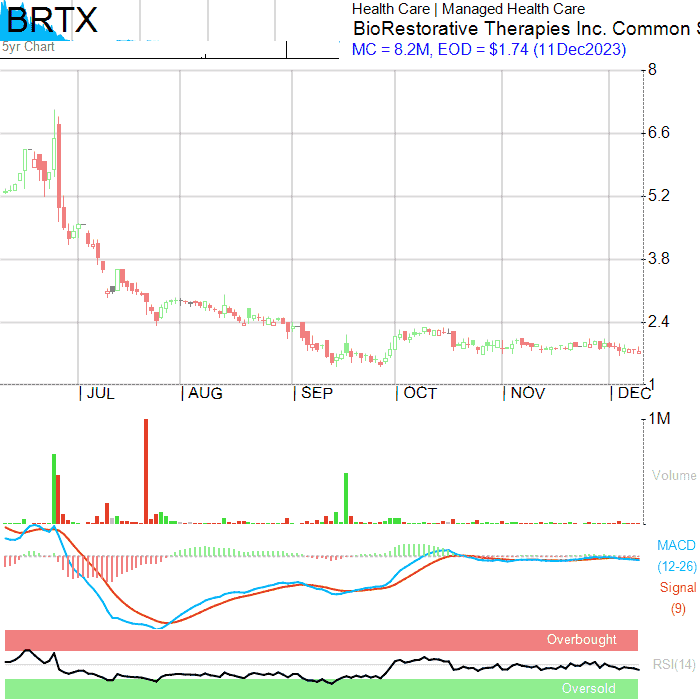 BRTX
5yr Chart
Health Care | Managed Health Care
BioRestorative Therapies Inc. Common S
MC = 8.2M, EOD = $1.74 (11Dec2023)
8
6.6
5.2
3.8
2.4
1
JUL
AUG
SEP
OCT
NOV
DEC
1M
Volume
MACD
(12-26)
Signal
(9)
Overbought
RSI(14)
Oversold